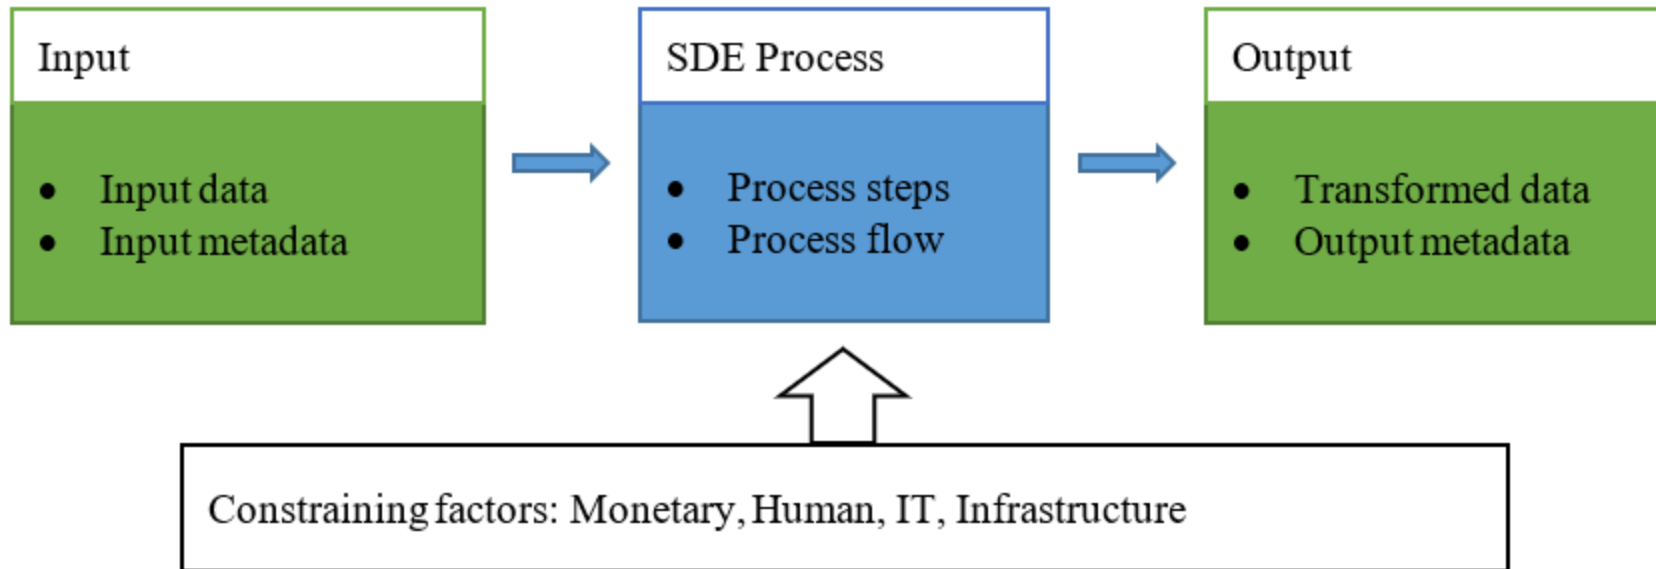 Input
• Input data
• Input metadata
SDE Process
• Process steps
• Process flow
Output
• Transformed data
• Output metadata
Constraining factors: Monetary, Human, IT, Infrastructure